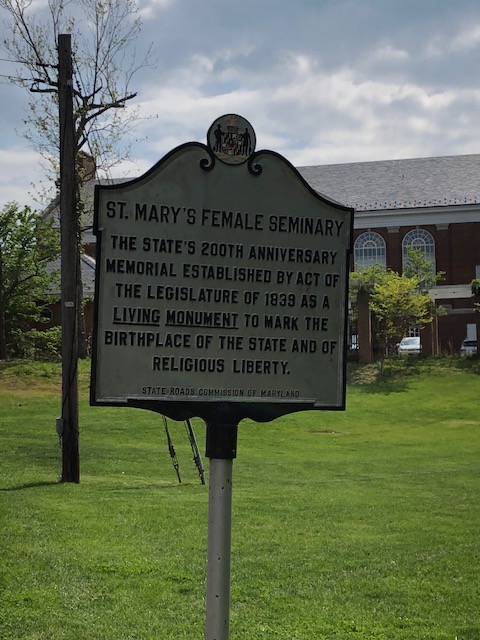 ST. MARY'S FEMALE SEMINARY
THE STATE'S 200TH ANNIVERSARY
MEMORIAL ESTABLISHED BY ACT OF
THE LEGISLATURE OF 1839 AS A
LIVING MONUMENT TO MARK THE
BIRTHPLACE OF THE STATE AND OF
RELIGIOUS LIBERTY.
STATE ROADS COMMISSION OF MARYLAND